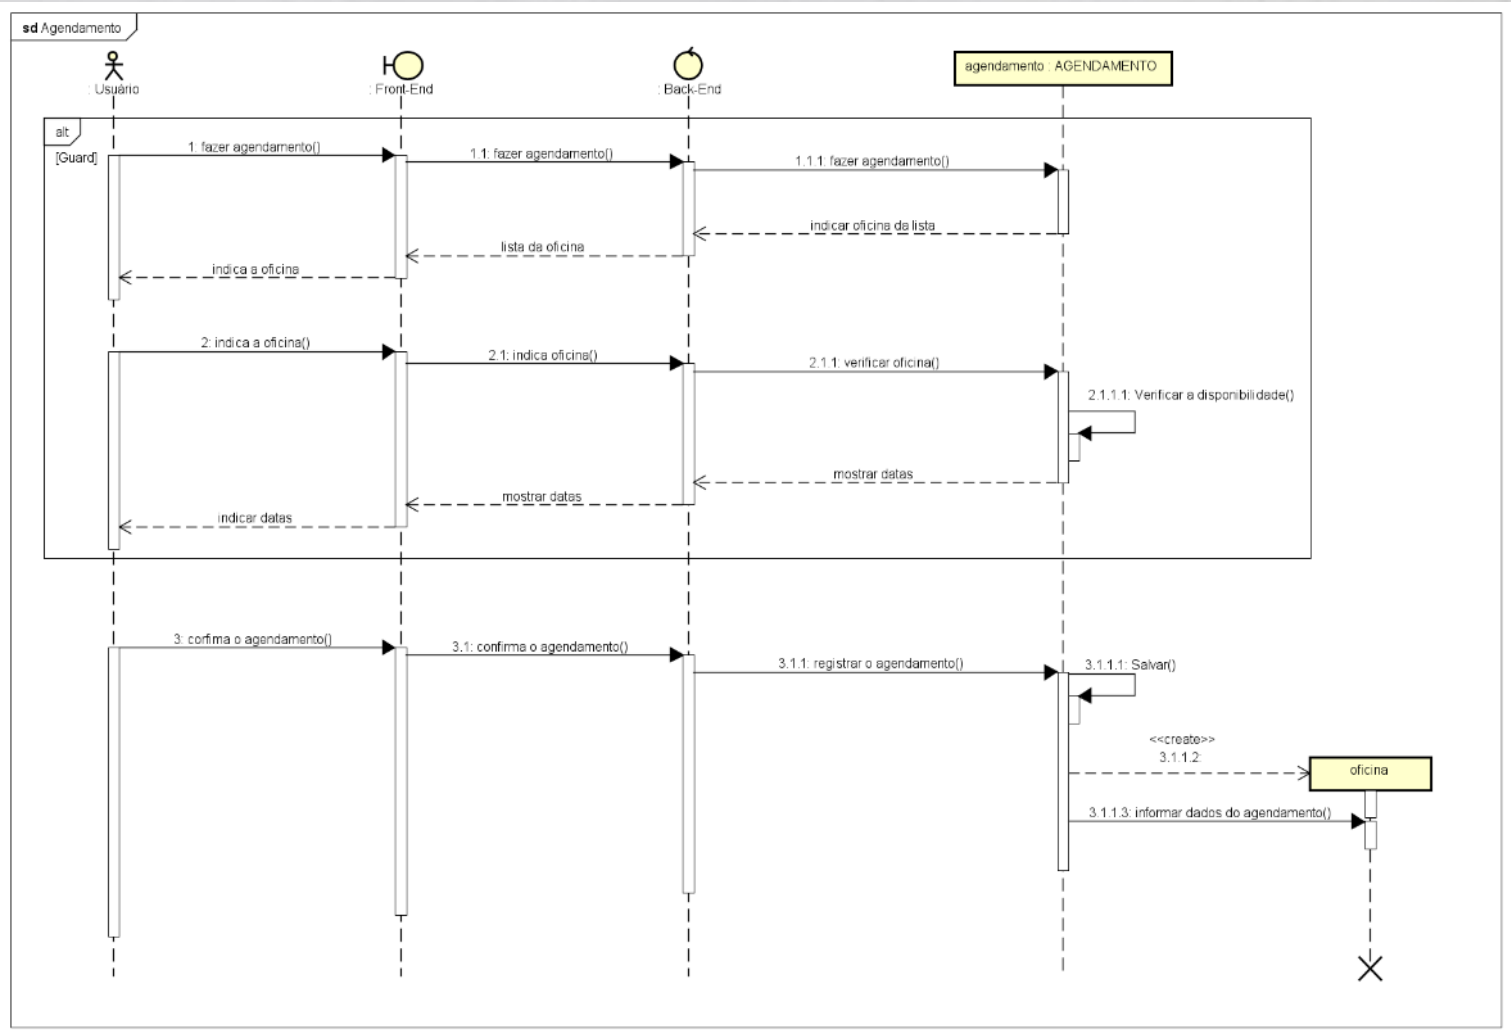 sd Agendamento
: Usuário
: Front-End
: Back-End
agendamento : AGENDAMENTO
alt
[Guard]
1: fazer agendamento()
1.1: fazer agendamento()
1.1.1: fazer agendamento()
indicar oficina da lista
lista da oficina
indica a oficina
2: indica a oficina()
2.1: indica oficina()
2.1.1: verificar oficina()
2.1.1.1: Verificar a disponibilidade()
mostrar datas
mostrar datas
indicar datas
3: corfima o agendamento()
3.1: confirma o agendamento()
3.1.1: registrar o agendamento()
3.1.1.1: Salvar()
<<create>>
3.1.1.2:
oficina
3.1.1.3: informar dados do agendamento()